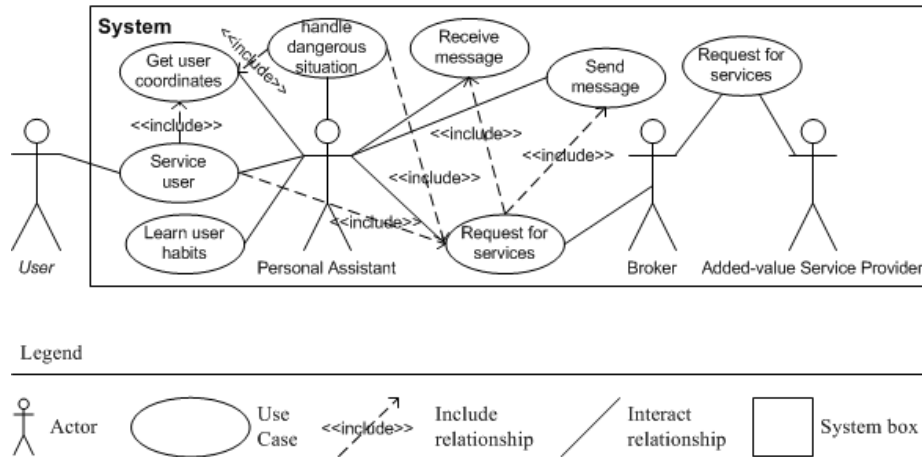 System
Get user
coordinates
<<include>>
handle
dangerous
situation
Receive
message
Send
message
Request for
services
<<include>>
<<include>>
<<include>>
<<include>>
Service
user
<<include>>
Learn user
habits
Request for
services
User
Personal Assistant
Broker
Added-value Service Provider
Legend
Actor
Use
Case
<<include>>
Include
relationship
Interact
relationship
System box